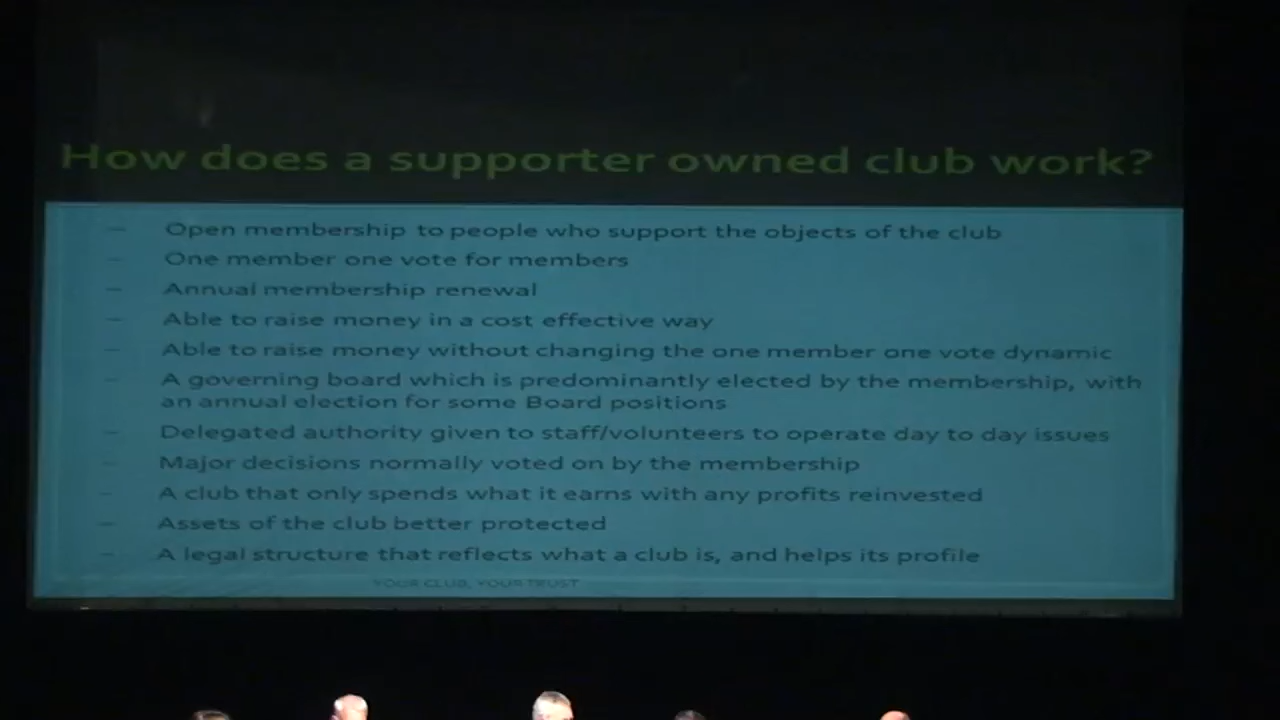 How does a supporter owned club work?
– Open membership to people who support the objects of the club
– One member one vote for members
– Annual membership renewal
– Able to raise money in a cost effective way
– Able to raise money without changing the one member one vote dynamic
– A governing board which is predominantly elected by the membership, with
an annual election for some Board positions
– Delegated authority given to staff/volunteers to operate day to day issues
– Major decisions normally voted on by the membership
– A club that only spends what it earns with any profits reinvested
– Assets of the club better protected
– A legal structure that reflects what a club is, and helps its profile
YOUR CLUB, YOUR TRUST